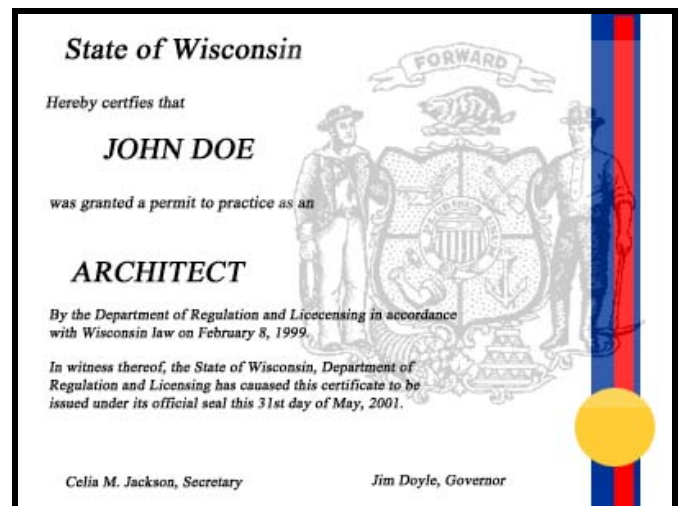 State of Wisconsin
FORWARD
Hereby certfies that
JOHN DOE
was granted a permit to practice as an
ARCHITECT
By the Department of Regulation and Licecensing in accordance
with Wisconsin law on February 8, 1999.
In witness thereof, the State of Wisconsin, Department of
Regulation and Licensing has cauased this certificate to be
issued under its official seal this 31st day of May, 2001.
Celia M. Jackson, Secretary
Jim Doyle, Governor